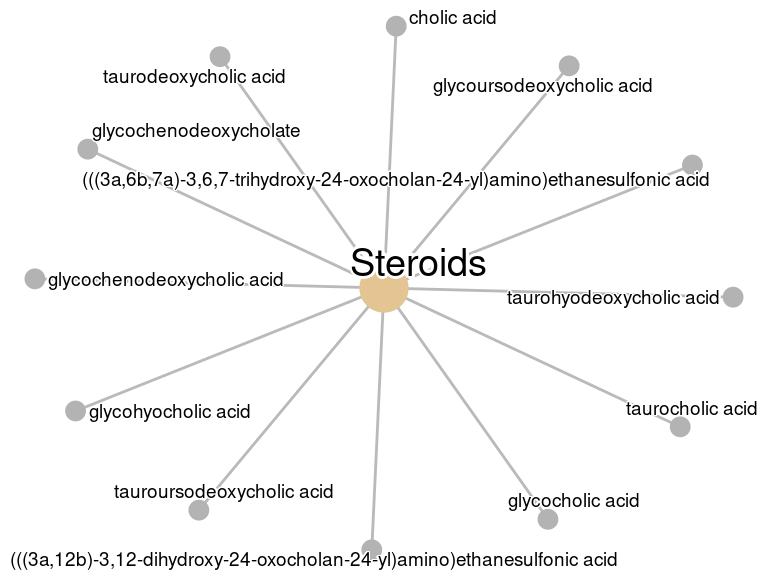 cholic acid
taurodeoxycholic acid
glycoursodeoxycholic acid
glycochenodeoxycholate
(((3a,6b,7a)-3,6,7-trihydroxy-24-oxocholan-24-yl)amino)ethanesulfonic acid
Steroids
glycochenodeoxycholic acid
taurohyodeoxycholic acid
glycohyocholic acid
taurocholic acid
tauroursodeoxycholic acid
glycocholic acid
(((3a,12b)-3,12-dihydroxy-24-oxocholan-24-yl)amino)ethanesulfonic acid